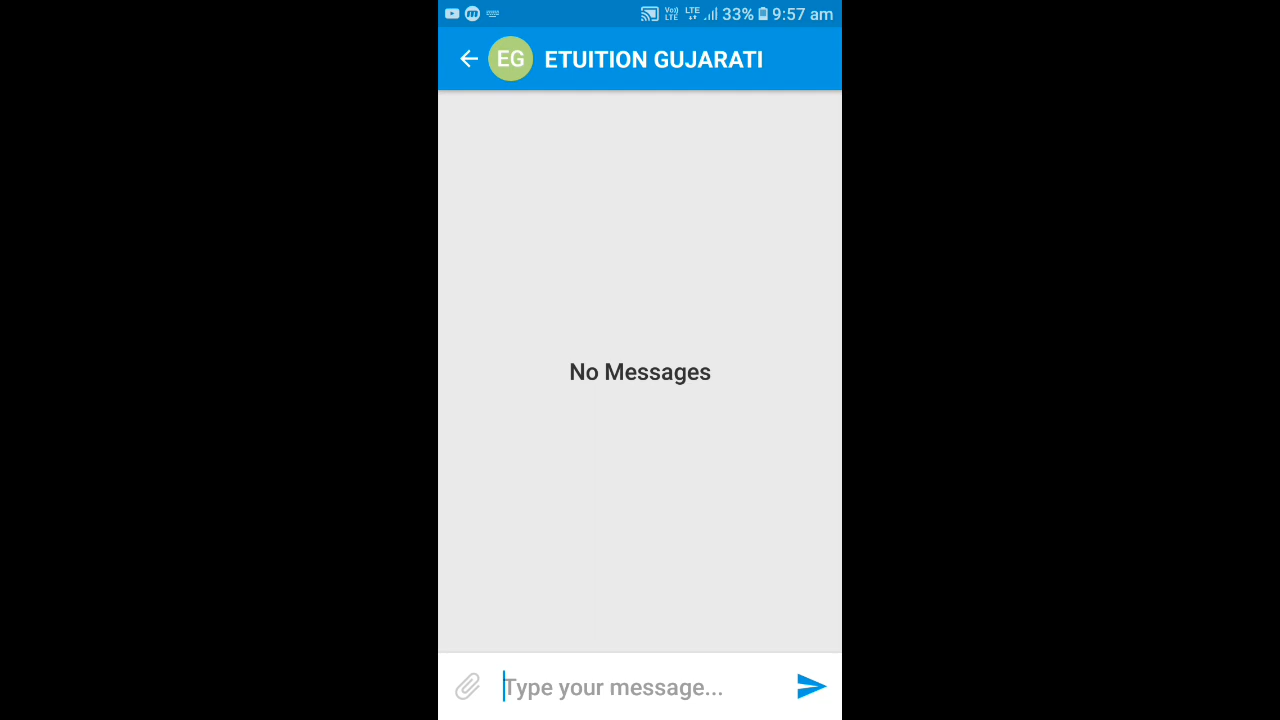 33% 9:57 am
EG ETUITION GUJARATI
No Messages
Type your message...